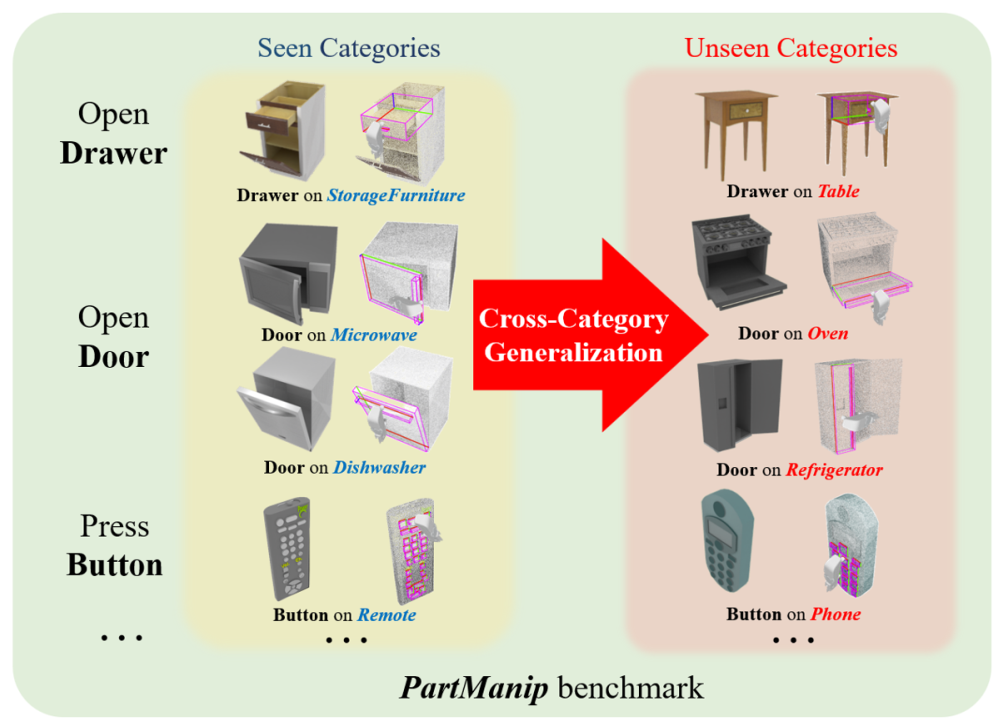 Seen Categories
Unseen Categories
Open
Drawer
Drawer on StorageFurniture
Drawer on Table
Open
Door
Door on Microwave
Door on Oven
Cross-Category
Generalization
Door on Dishwasher
Door on Refrigerator
Press
Button
Button on Remote
Button on Phone
...
...
...
PartManip benchmark